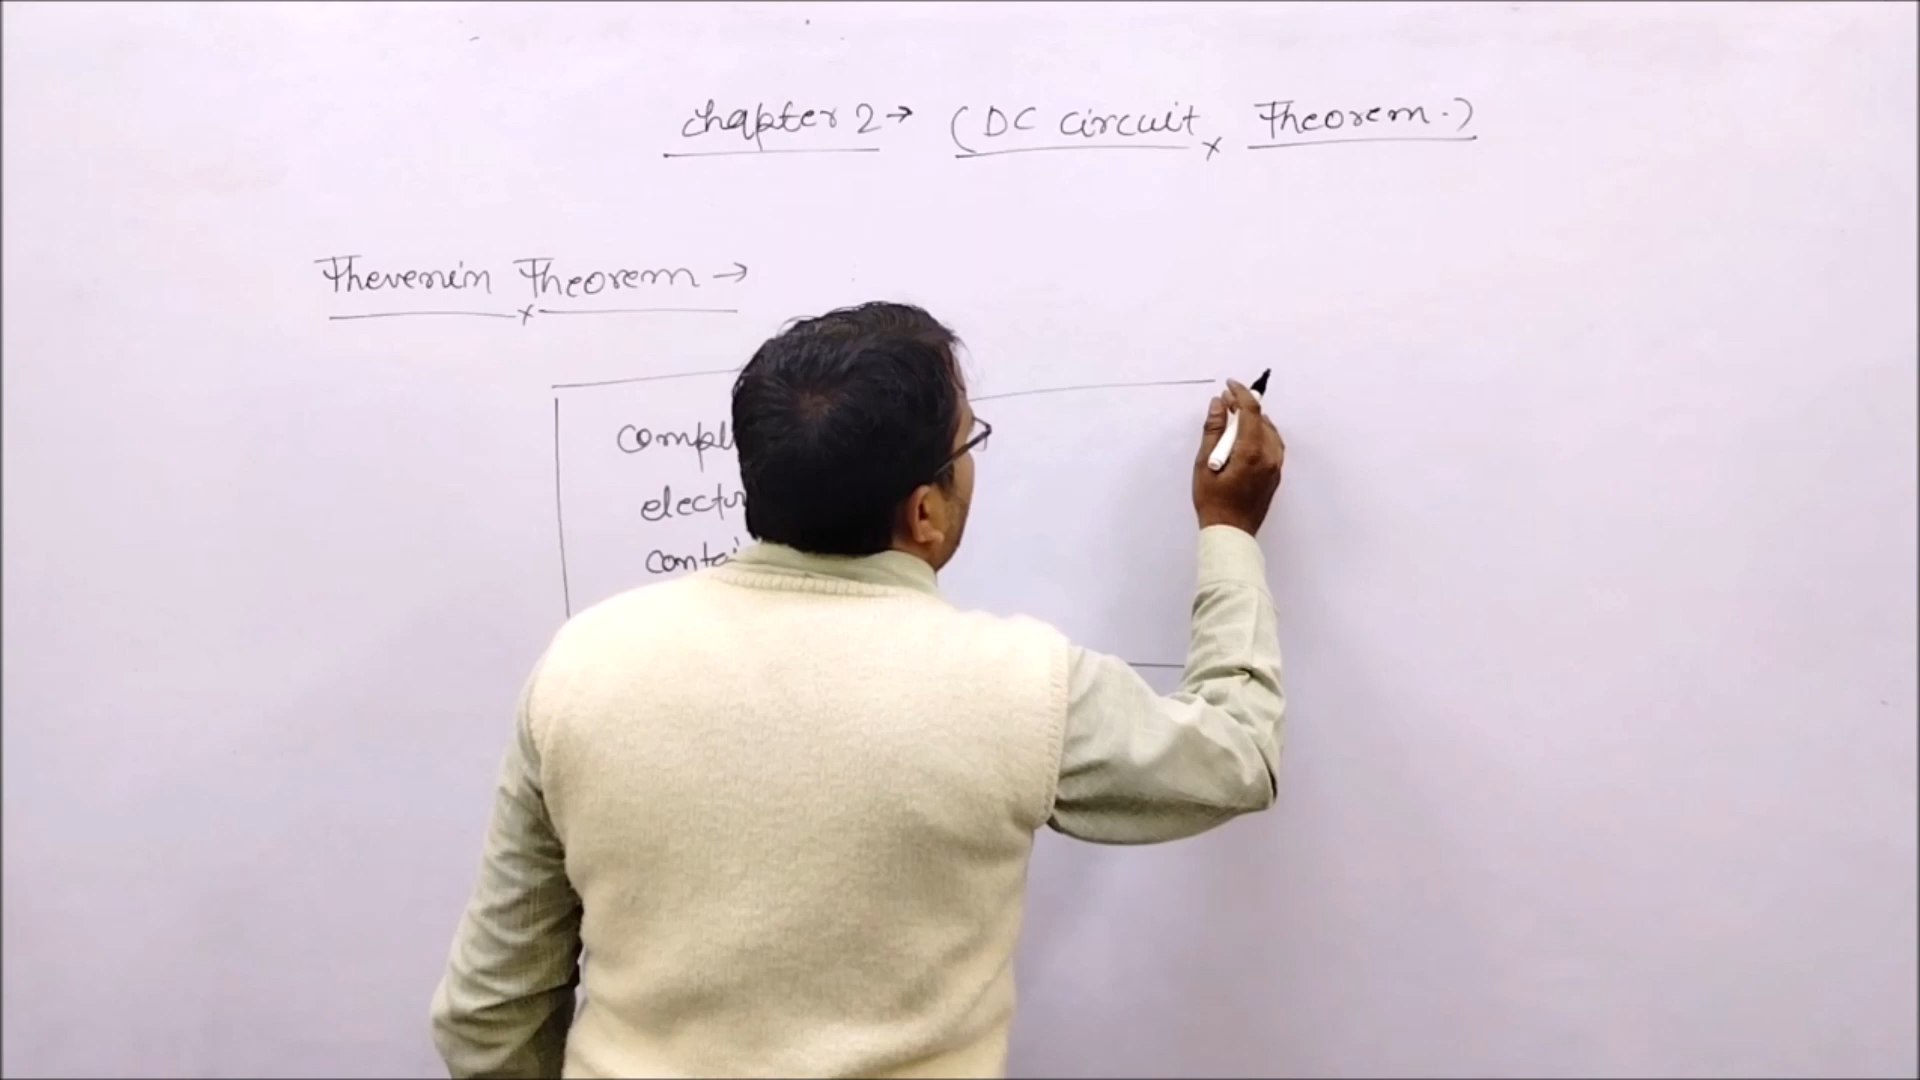 chapter 2 → (DC circuit Theorem.)
Thevenin Theorem →